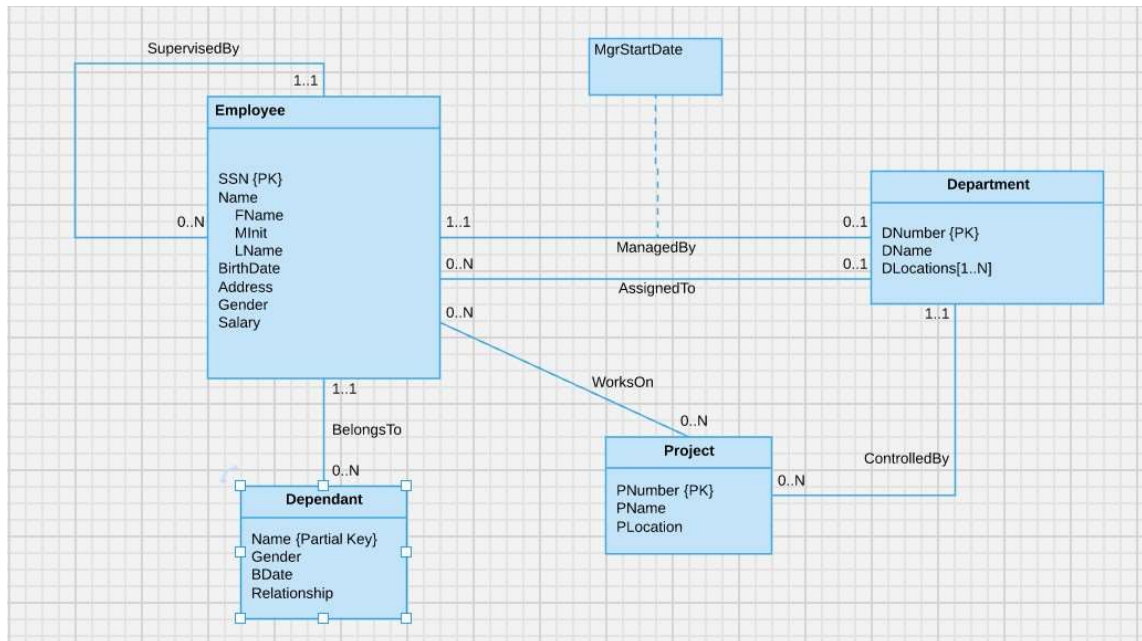 SupervisedBy
MgrStartDate
1..1
Employee
SSN {PK}
Name
FName
MInit
LName
BirthDate
Address
Gender
Salary
0..N
1..1
0..1
ManagedBy
0..N
0..1
AssignedTo
0..N
Department
DNumber {PK}
DName
DLocations[1..N]
1..1
WorksOn
0..N
1..1
BelongsTo
0..N
ControlledBy
0..N
Project
PNumber {PK}
PName
PLocation
Dependant
Name {Partial Key}
Gender
BDate
Relationship